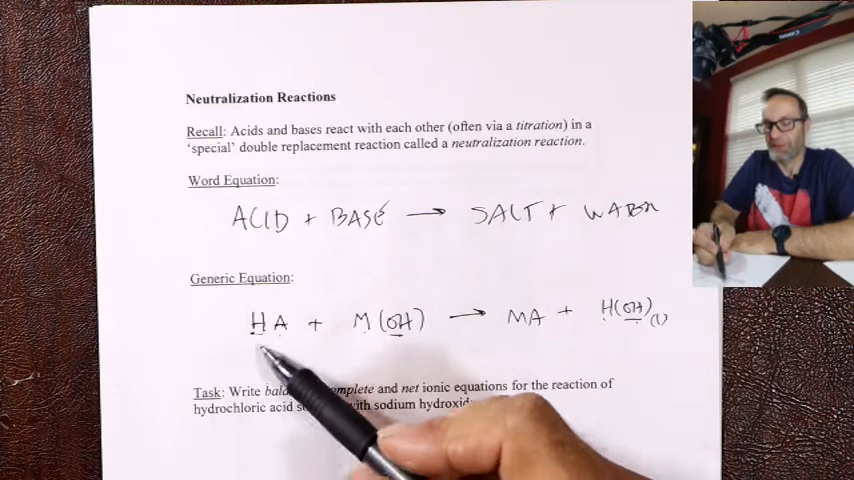 Neutralization Reactions
Recall: Acids and bases react with each other (often via a titration) in a
'special' double replacement reaction called a neutralization reaction.
Word Equation:
ACID + BASE → SALT + WATER
Generic Equation:
HA + M(OH) → MA + H(OH)(l)
Task: Write complete and net ionic equations for the reaction of
hydrochloric acid with sodium